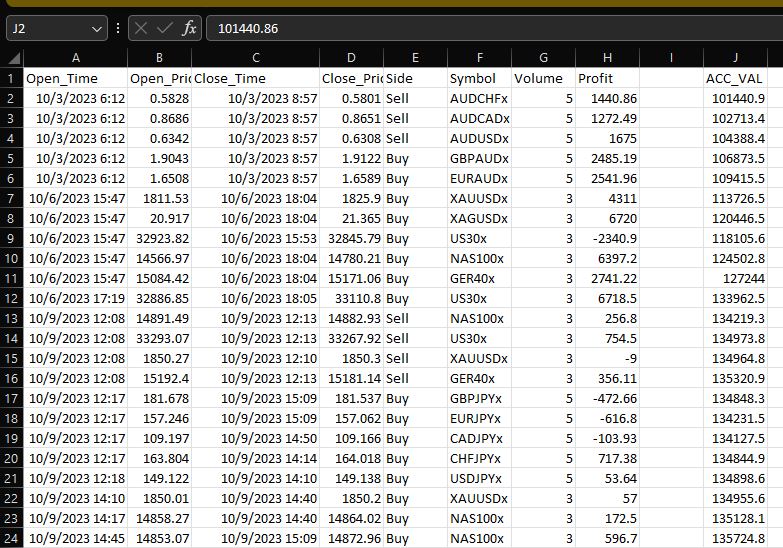 J2 fx 101440.86
A B C D E F G H I J
1 Open_Time Open_Pric Close_Time Close_Pric Side Symbol Volume Profit ACC_VAL
2 10/3/2023 6:12 0.5828 10/3/2023 8:57 0.5801 Sell AUDCHFx 5 1440.86 101440.9
3 10/3/2023 6:12 0.8686 10/3/2023 8:57 0.8651 Sell AUDCADx 5 1272.49 102713.4
4 10/3/2023 6:12 0.6342 10/3/2023 8:57 0.6308 Sell AUDUSDx 5 1675 104388.4
5 10/3/2023 6:12 1.9043 10/3/2023 8:57 1.9122 Buy GBPAUDx 5 2485.19 106873.5
6 10/3/2023 6:12 1.6508 10/3/2023 8:57 1.6589 Buy EURAUDx 5 2541.96 109415.5
7 10/6/2023 15:47 1811.53 10/6/2023 18:04 1825.9 Buy XAUUSDx 3 4311 113726.5
8 10/6/2023 15:47 20.917 10/6/2023 18:04 21.365 Buy XAGUSDx 3 6720 120446.5
9 10/6/2023 15:47 32923.82 10/6/2023 15:53 32845.79 Buy US30x 3 -2340.9 118105.6
10 10/6/2023 15:47 14566.97 10/6/2023 18:04 14780.21 Buy NAS100x 3 6397.2 124502.8
11 10/6/2023 15:47 15084.42 10/6/2023 18:04 15171.06 Buy GER40x 3 2741.22 127244
12 10/6/2023 17:19 32886.85 10/6/2023 18:05 33110.8 Buy US30x 3 6718.5 133962.5
13 10/9/2023 12:08 14891.49 10/9/2023 12:13 14882.93 Sell NAS100x 3 256.8 134219.3
14 10/9/2023 12:08 33293.07 10/9/2023 12:13 33267.92 Sell US30x 3 754.5 134973.8
15 10/9/2023 12:08 1850.27 10/9/2023 12:10 1850.3 Sell XAUUSDx 3 -9 134964.8
16 10/9/2023 12:08 15192.4 10/9/2023 12:13 15181.14 Sell GER40x 3 356.11 135320.9
17 10/9/2023 12:17 181.678 10/9/2023 15:09 181.537 Buy GBPJPYx 5 -472.66 134848.3
18 10/9/2023 12:17 157.246 10/9/2023 15:09 157.062 Buy EURJPYx 5 -616.8 134231.5
19 10/9/2023 12:17 109.197 10/9/2023 14:50 109.166 Buy CADJPYx 5 -103.93 134127.5
20 10/9/2023 12:17 163.804 10/9/2023 14:14 164.018 Buy CHFJPYx 5 717.38 134844.9
21 10/9/2023 12:18 149.122 10/9/2023 14:10 149.138 Buy USDJPYx 5 53.64 134898.6
22 10/9/2023 14:10 1850.01 10/9/2023 14:40 1850.2 Buy XAUUSDx 3 57 134955.6
23 10/9/2023 14:17 14858.27 10/9/2023 14:40 14864.02 Buy NAS100x 3 172.5 135128.1
24 10/9/2023 14:45 14853.07 10/9/2023 15:09 14872.96 Buy NAS100x 3 596.7 135724.8